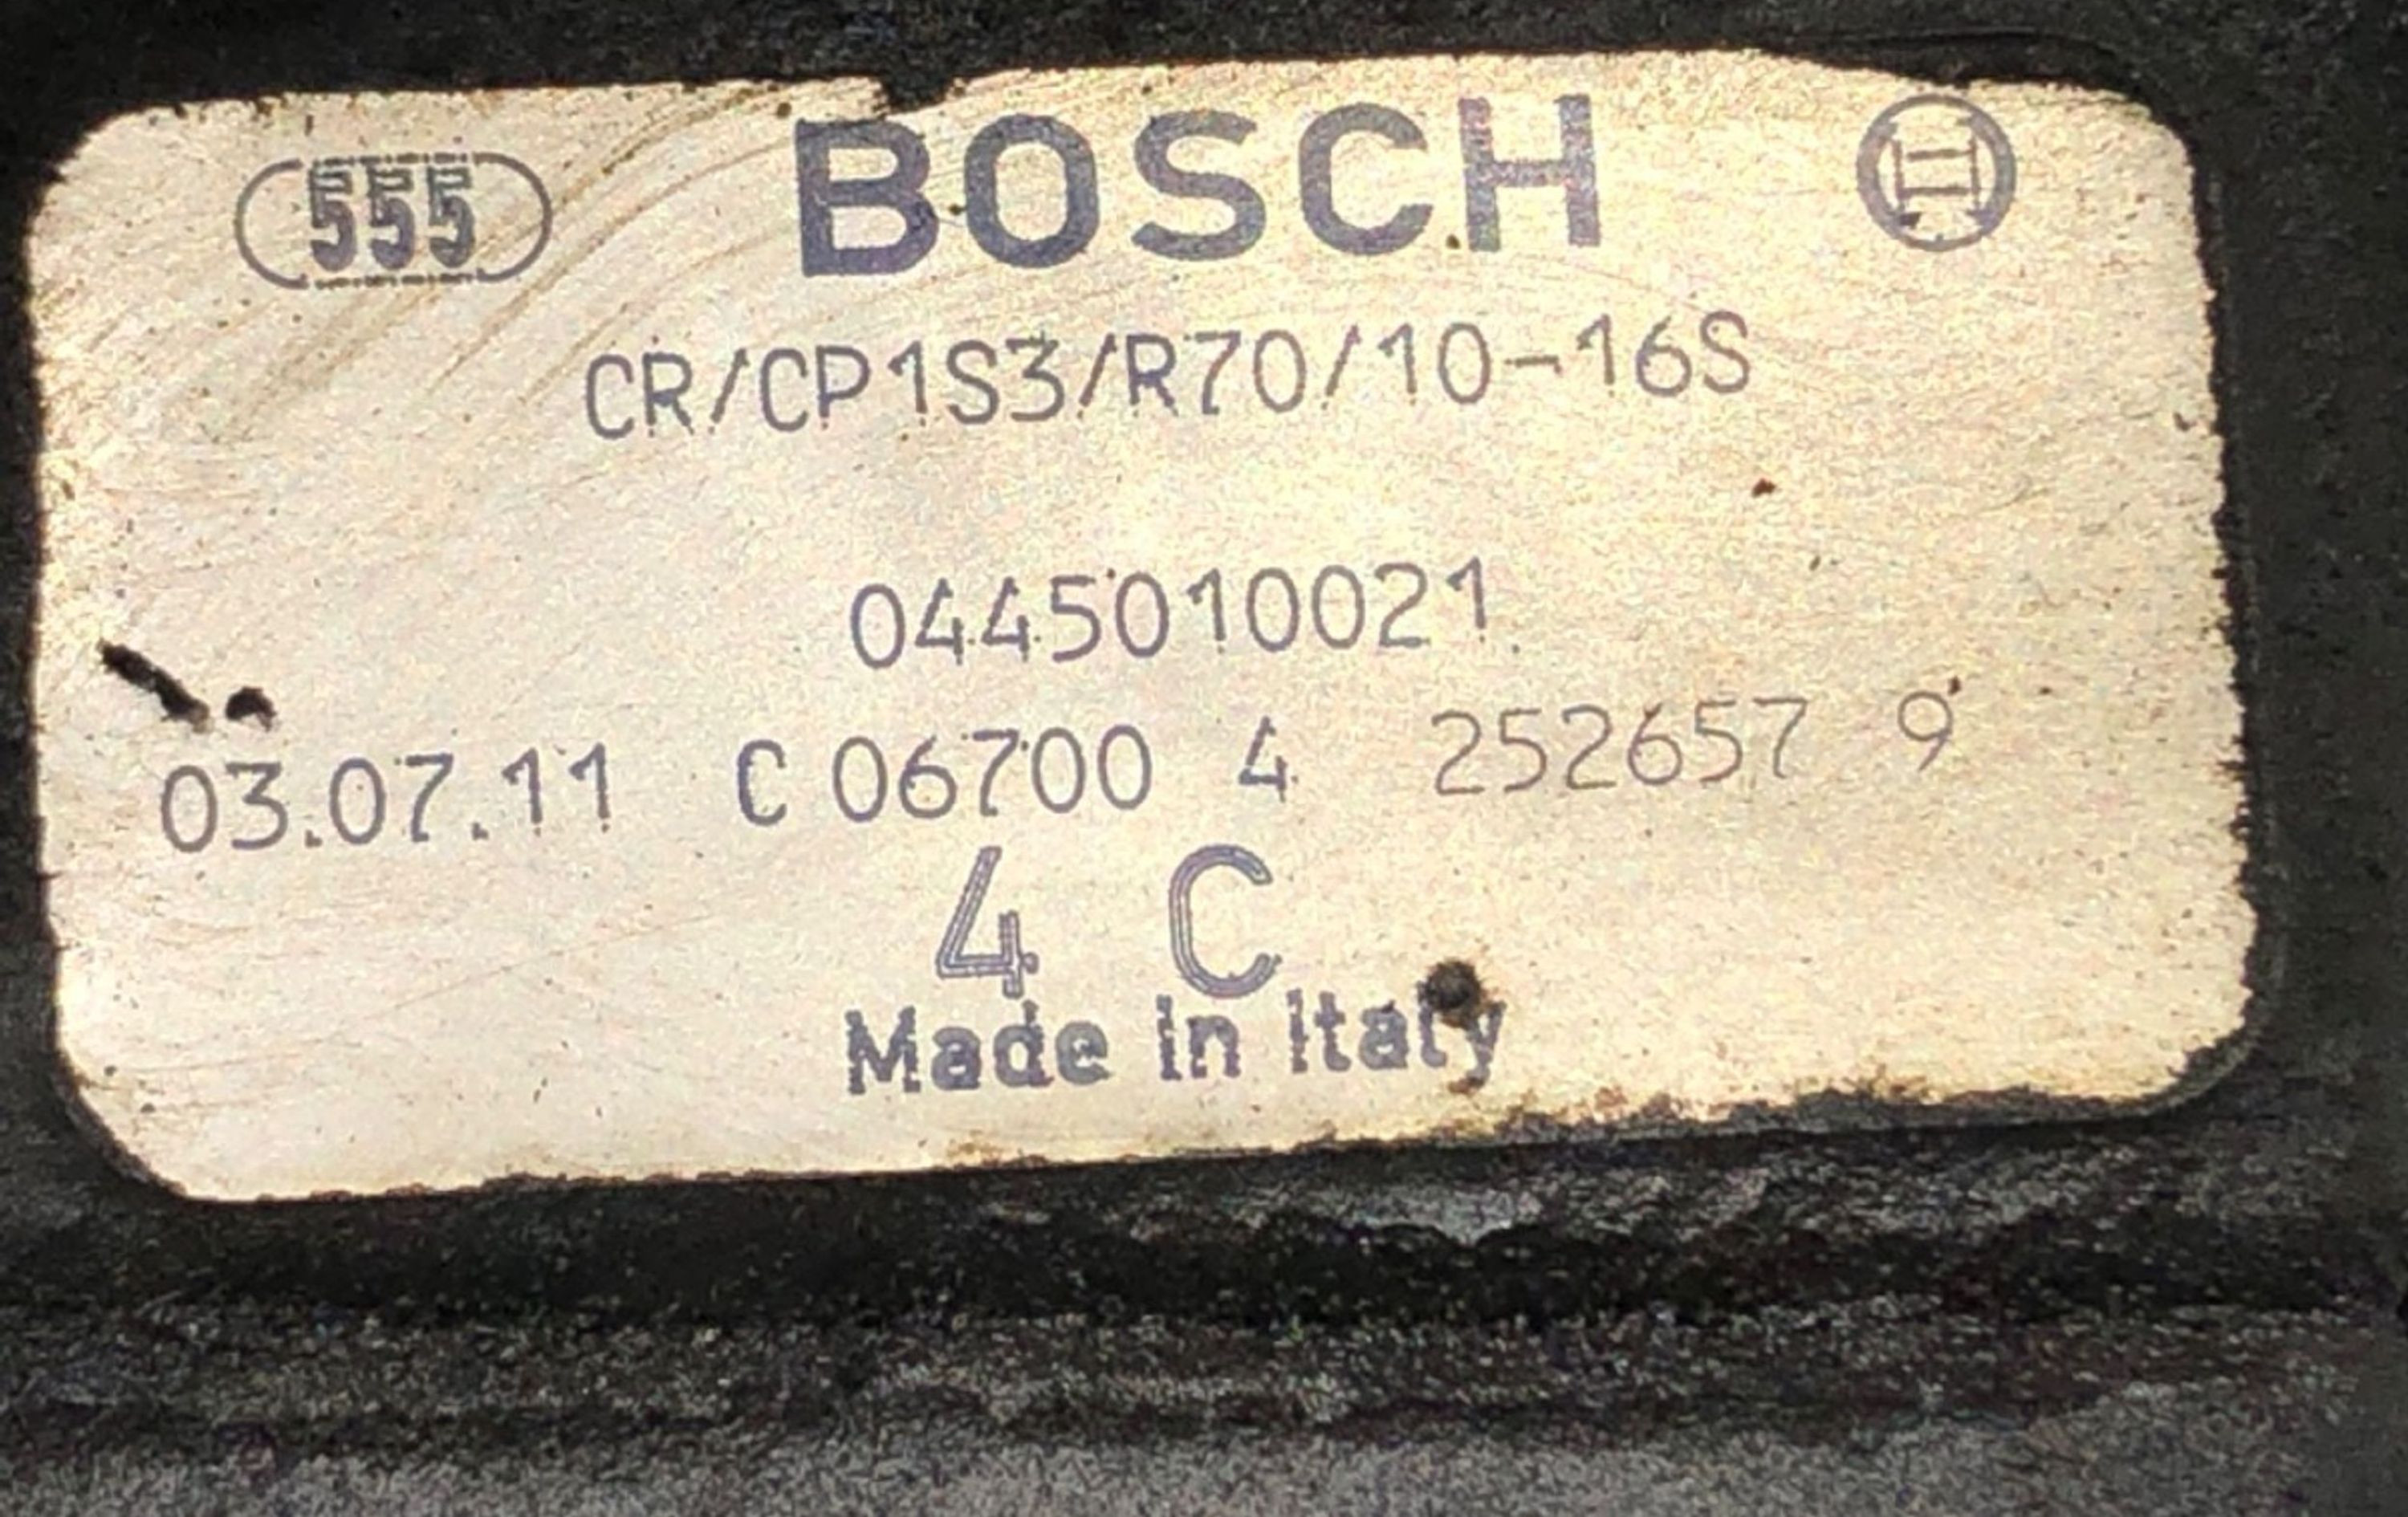 555 BOSCH
CR/CP1S3/R70/10-16S
0445010021
03.07.11 C 06700 4 252657 9
4 C
Made in Italy